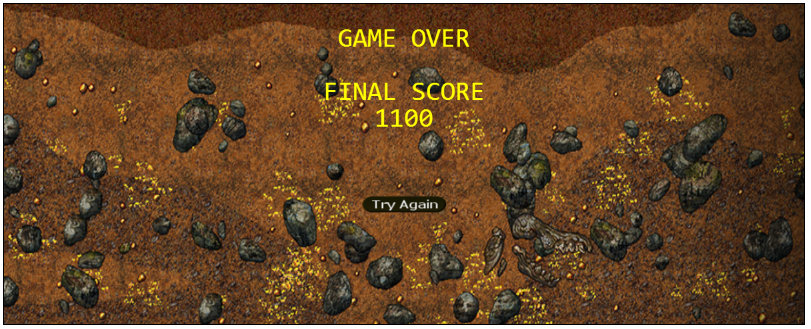 GAME OVER
FINAL SCORE
1100
Try Again